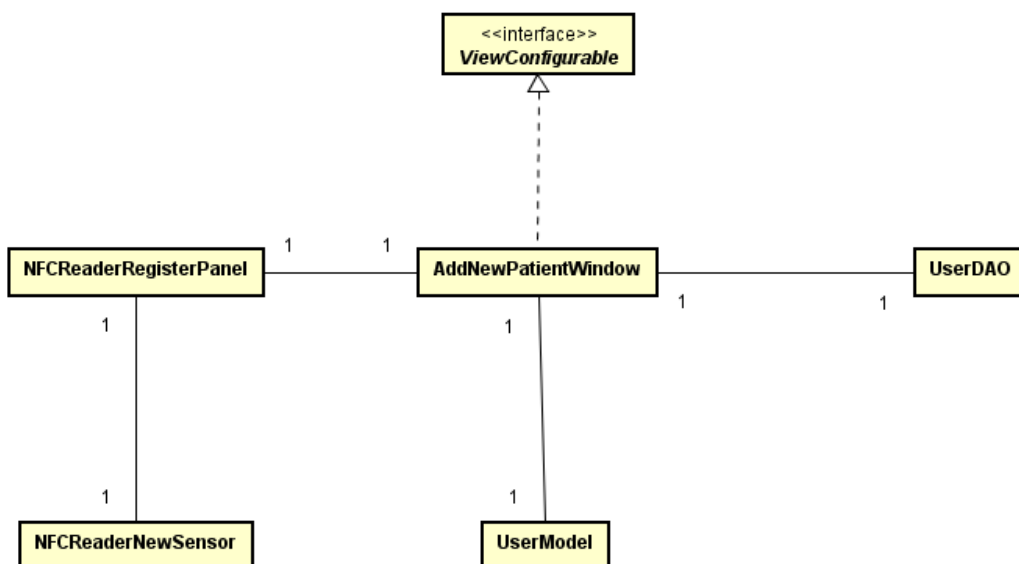 <<interface>>
ViewConfigurable
1
1
NFCReaderRegisterPanel
AddNewPatientWindow
UserDAO
1
1
1
1
1
1
NFCReaderNewSensor
UserModel